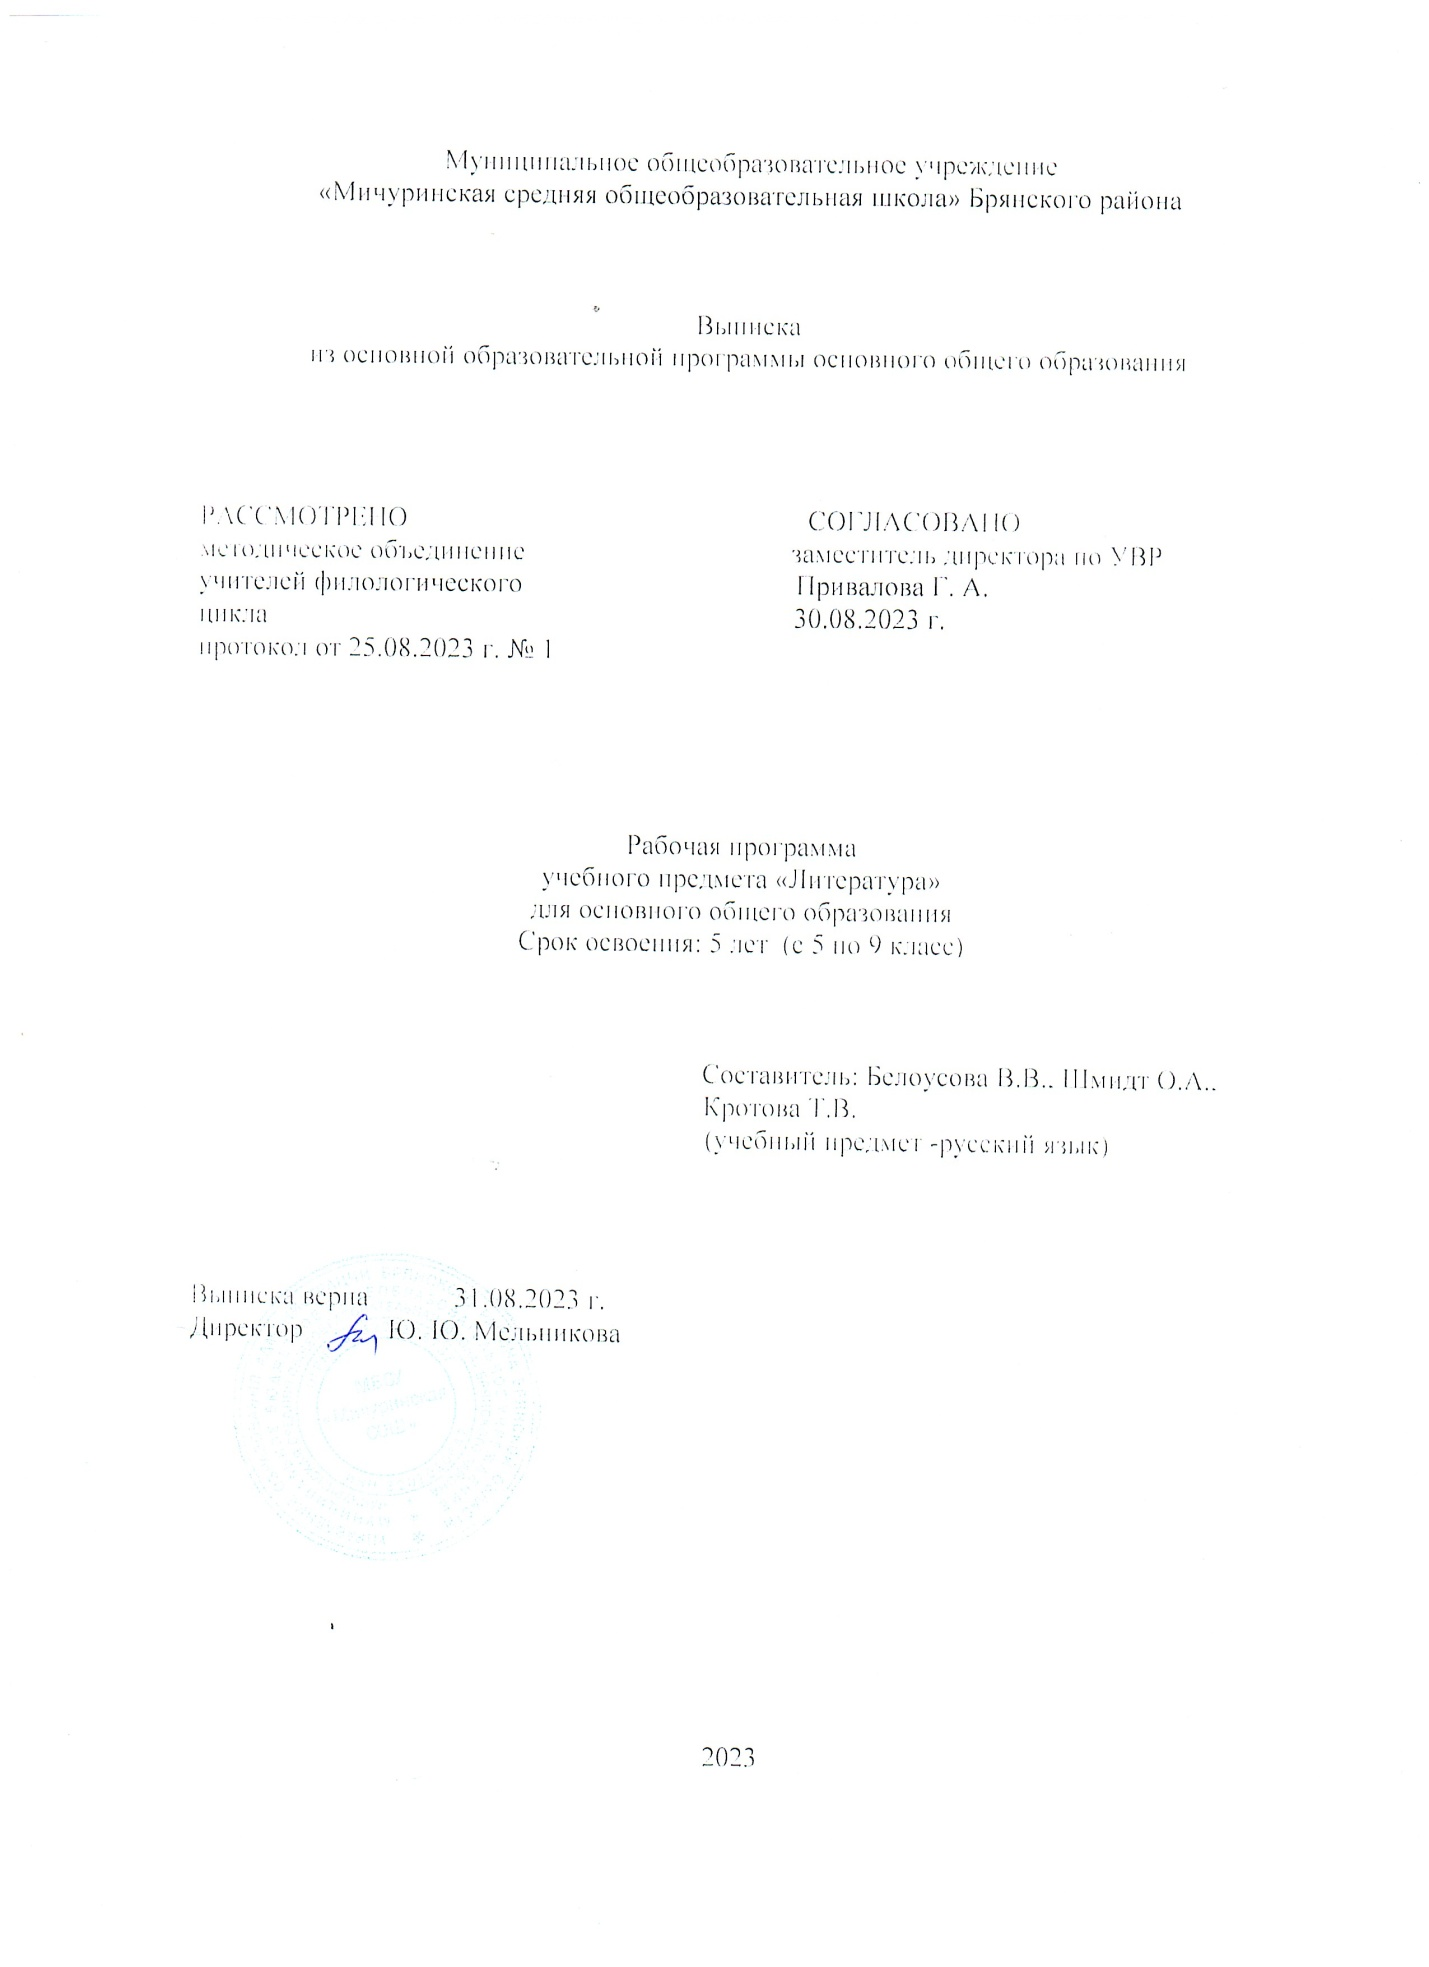 Муниципальное общеобразовательное учреждение
«Мичуринская средняя общеобразовательная школа» Брянского района
Выписка
из основной образовательной программы основного общего образования
РАССМОТРЕНО
методическое объединение
учителей филологического
цикла
протокол от 25.08.2023 г. № 1
СОГЛАСОВАНО
заместитель директора по УВР
Привалова Г. А.
30.08.2023 г.
Рабочая программа
учебного предмета «Литература»
для основного общего образования
Срок освоения: 5 лет (с 5 по 9 класс)
Составитель: Белоусова В.В., Шмидт О.А.,
Кротова Т.В.
(учебный предмет -русский язык)
Выписка верна 31.08.2023 г.
Директор Ю. Ю. Мельникова
2023